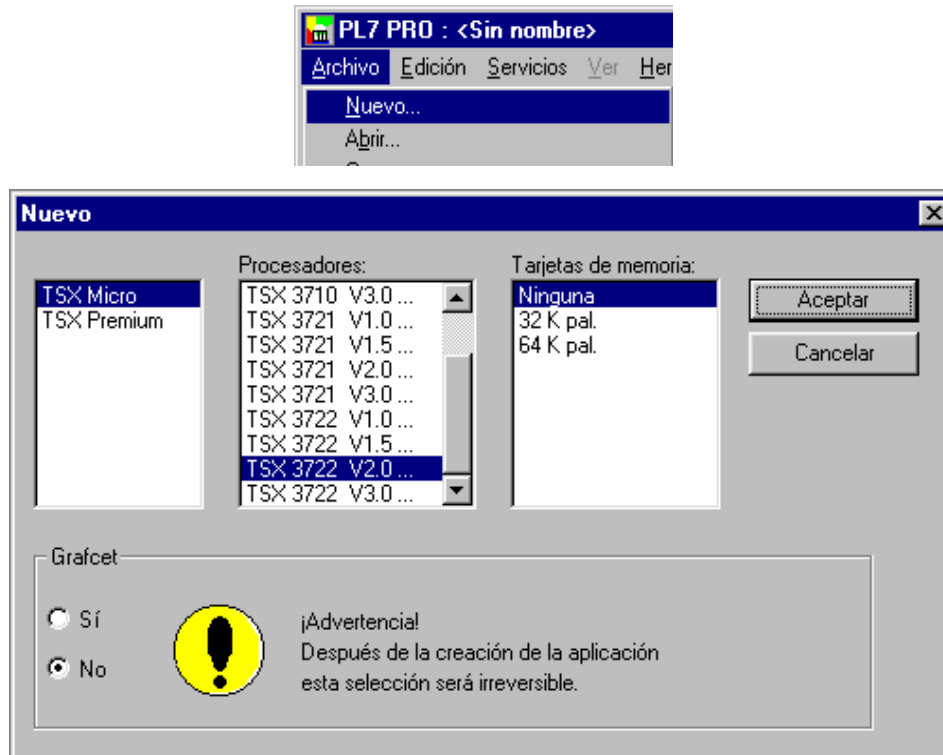 PL7 PRO : <Sin nombre>
Archivo Edición Servicios Ver Her
Nuevo...
Abrir...
Nuevo
Procesadores:
Tarjetas de memoria:
TSX Micro
TSX Premium
TSX 3710 V3.0 ...
TSX 3721 V1.0 ...
TSX 3721 V1.5 ...
TSX 3721 V2.0 ...
TSX 3721 V3.0 ...
TSX 3722 V1.0 ...
TSX 3722 V1.5 ...
TSX 3722 V2.0 ...
TSX 3722 V3.0 ...
Ninguna
32 K pal.
64 K pal.
Aceptar
Cancelar
Grafcet
Sí
No
¡Advertencia!
Después de la creación de la aplicación
esta selección será irreversible.